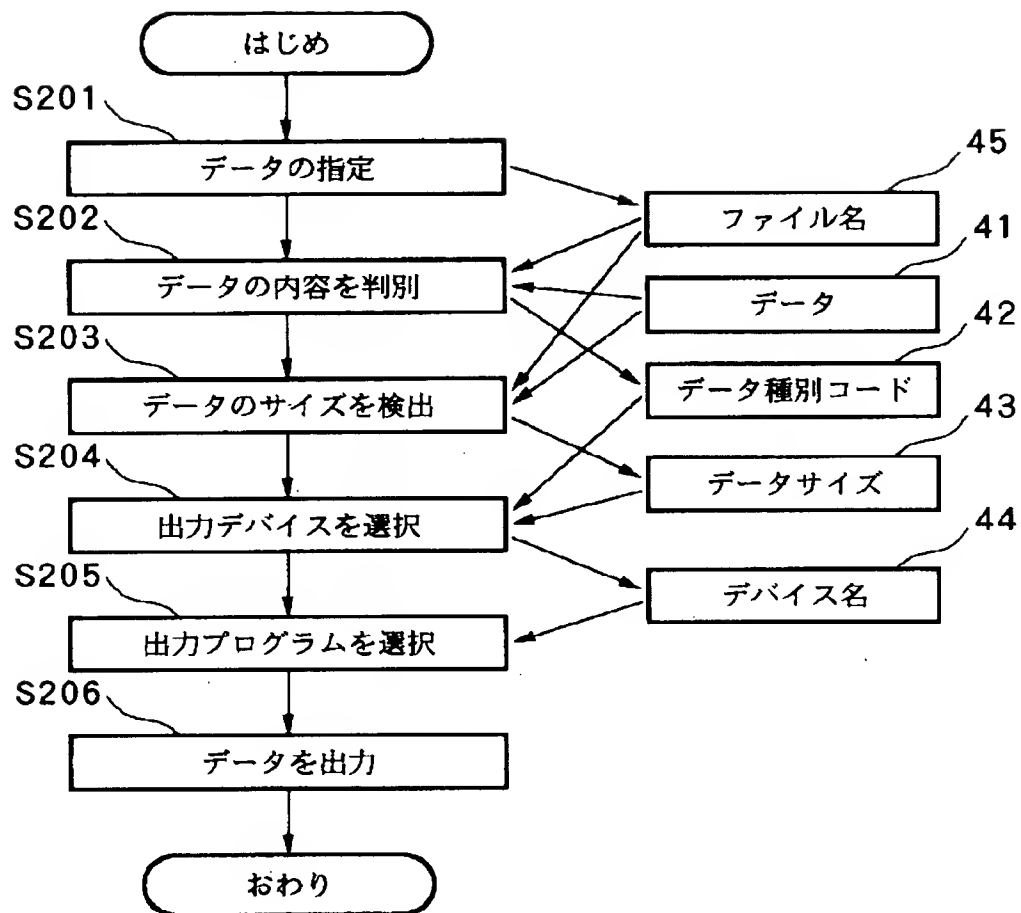 はじめ
S201
データの指定
45
ファイル名
S202
データの内容を判別
41
データ
S203
データのサイズを検出
42
データ種別コード
S204
出力デバイスを選択
43
データサイズ
S205
出力プログラムを選択
44
デバイス名
S206
データを出力
おわり